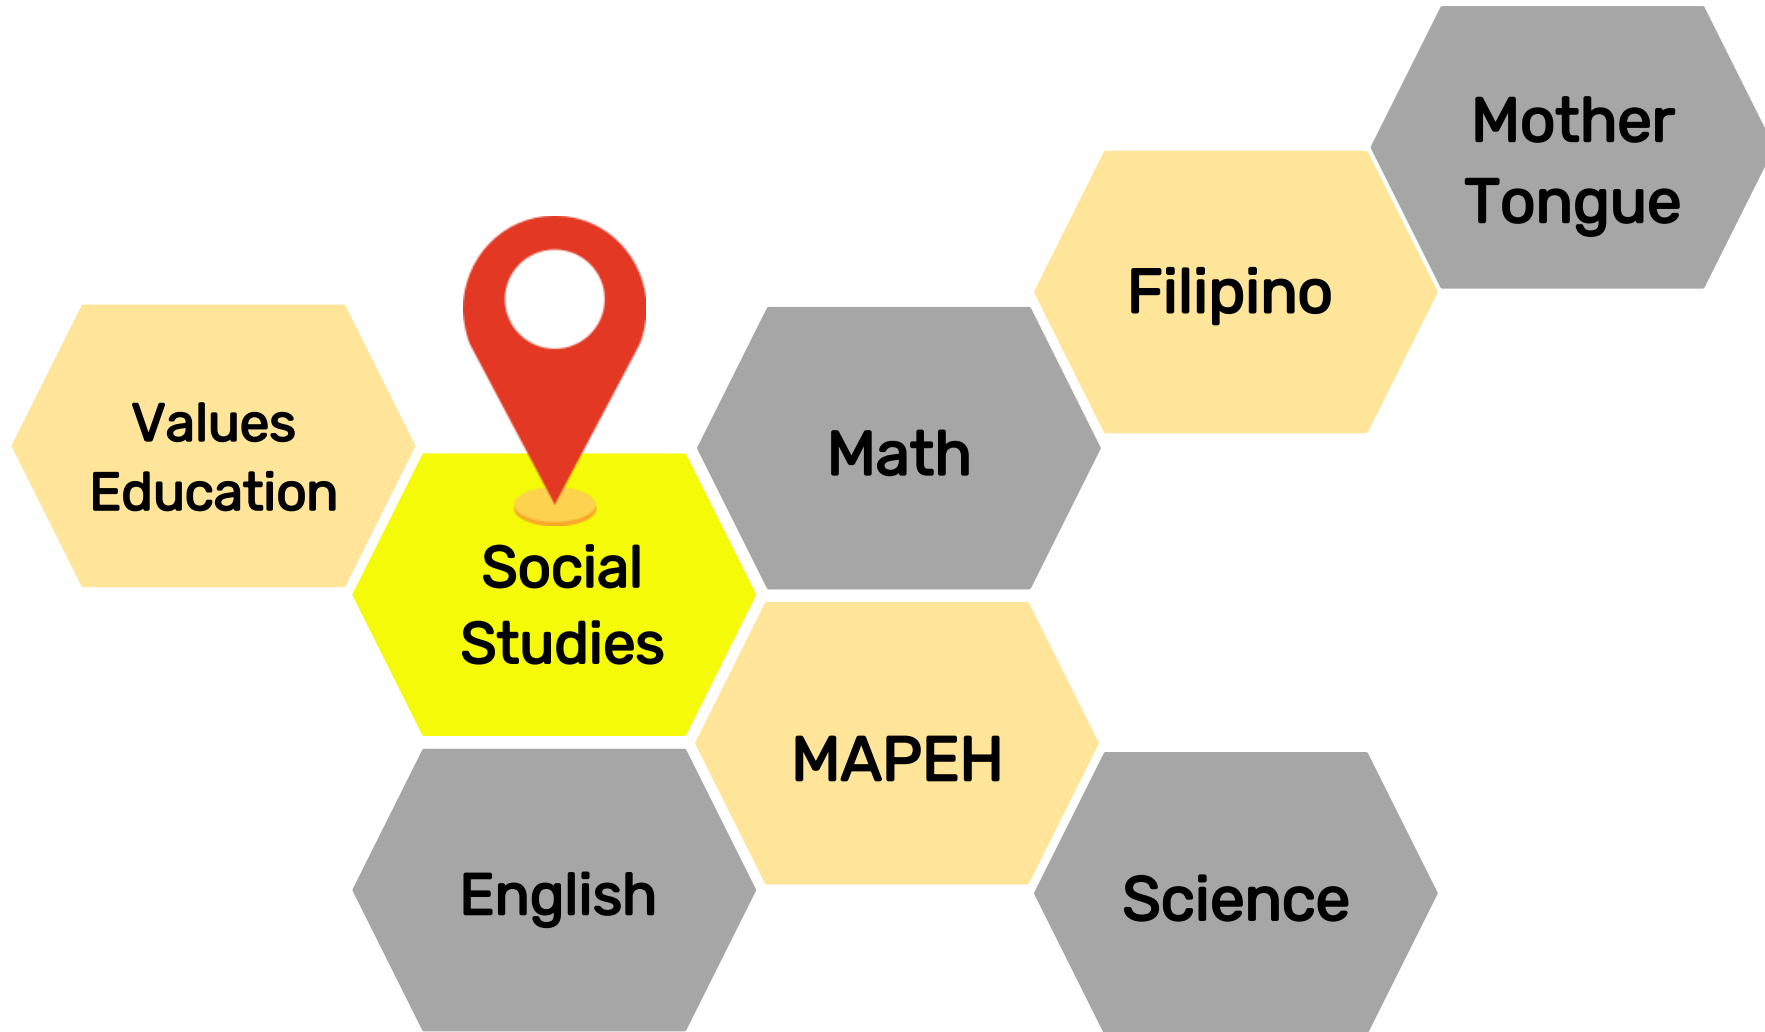 Mother
Tongue
Filipino
Values
Education
Math
Social
Studies
MAPEH
English
Science